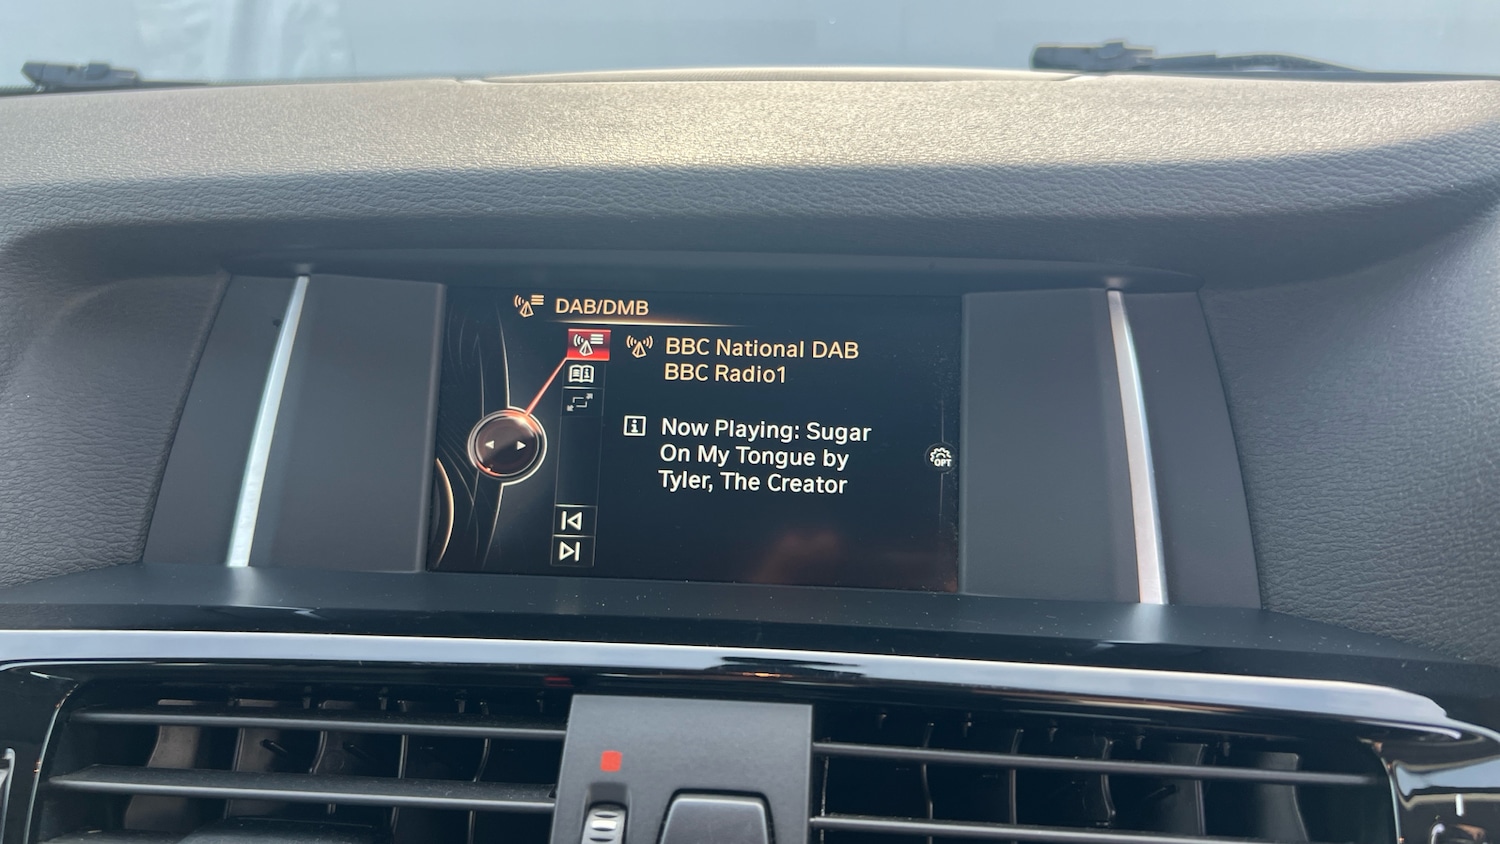 DAB/DMB
BBC National DAB
BBC Radio1
Now Playing: Sugar
On My Tongue by
Tyler, The Creator
OPT